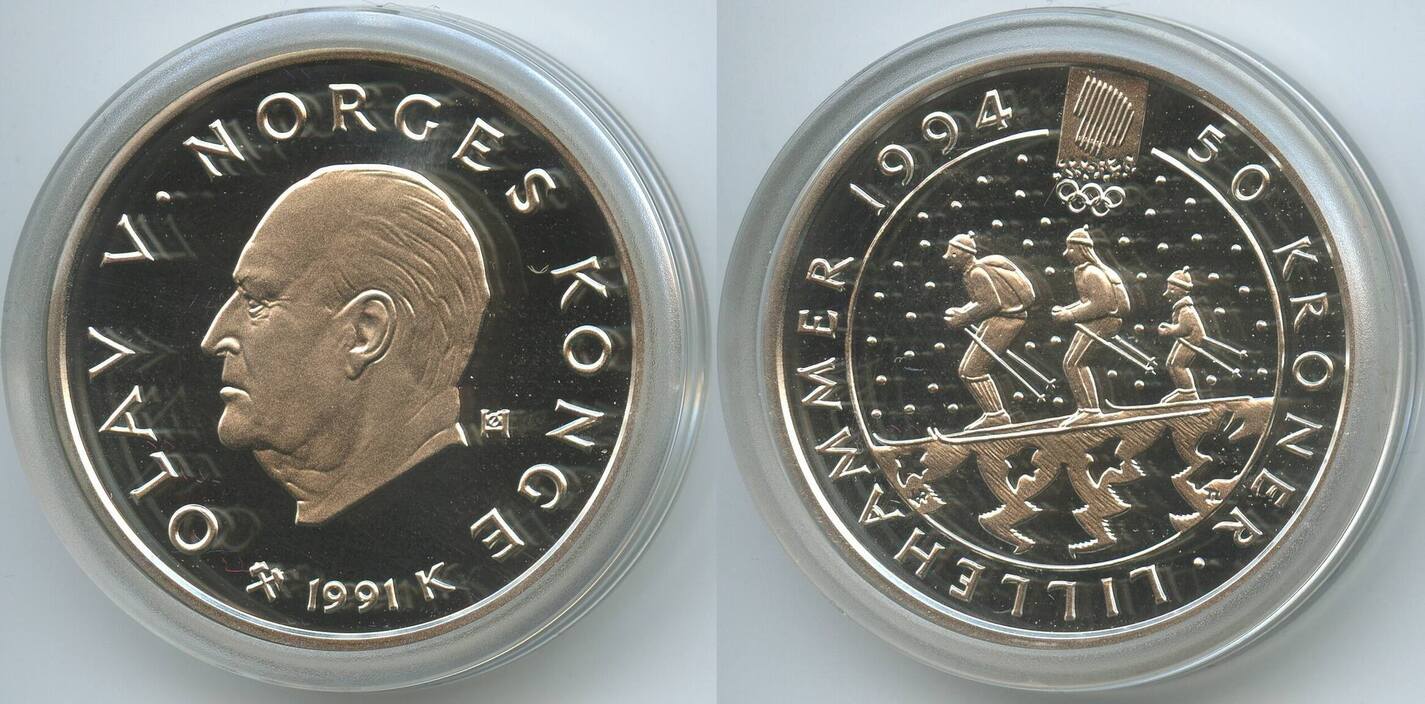 OLAV V · NORGES KONGE
1991 K
LILLEHAMMER 1994
50 KRONER ·